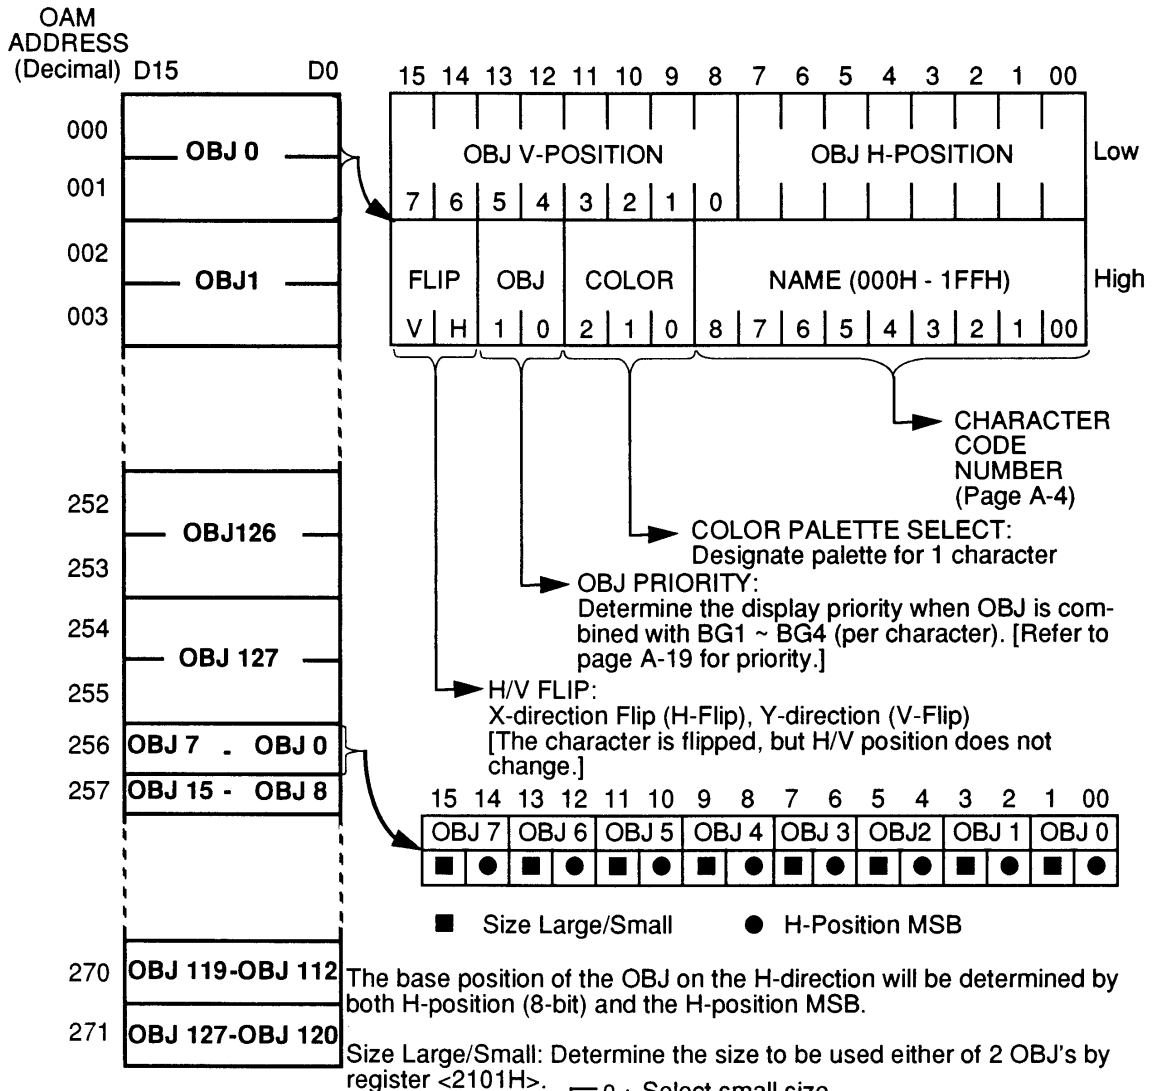 OAM
ADDRESS
(Decimal) D15 D0
15 14 13 12 11 10 9 8 7 6 5 4 3 2 1 00
000
OBJ 0
001
OBJ V-POSITION OBJ H-POSITION Low
7 6 5 4 3 2 1 0
002
OBJ1
003
FLIP OBJ COLOR NAME (000H - 1FFH) High
V H 1 0 2 1 0 8 7 6 5 4 3 2 1 00
CHARACTER
CODE
NUMBER
(Page A-4)
252
OBJ126
253
COLOR PALETTE SELECT:
Designate palette for 1 character
OBJ PRIORITY:
Determine the display priority when OBJ is com-
bined with BG1 ~ BG4 (per character). [Refer to
page A-19 for priority.]
254
OBJ 127
255
H/V FLIP:
X-direction Flip (H-Flip), Y-direction (V-Flip)
[The character is flipped, but H/V position does not
change.]
256 OBJ 7 - OBJ 0
257 OBJ 15 - OBJ 8
15 14 13 12 11 10 9 8 7 6 5 4 3 2 1 00
OBJ 7 OBJ 6 OBJ 5 OBJ 4 OBJ 3 OBJ2 OBJ 1 OBJ 0
■ Size Large/Small ● H-Position MSB
270 OBJ 119-OBJ 112
271 OBJ 127-OBJ 120
The base position of the OBJ on the H-direction will be determined by
both H-position (8-bit) and the H-position MSB.
Size Large/Small: Determine the size to be used either of 2 OBJ's by
register <2101H>.
0 : Select small size